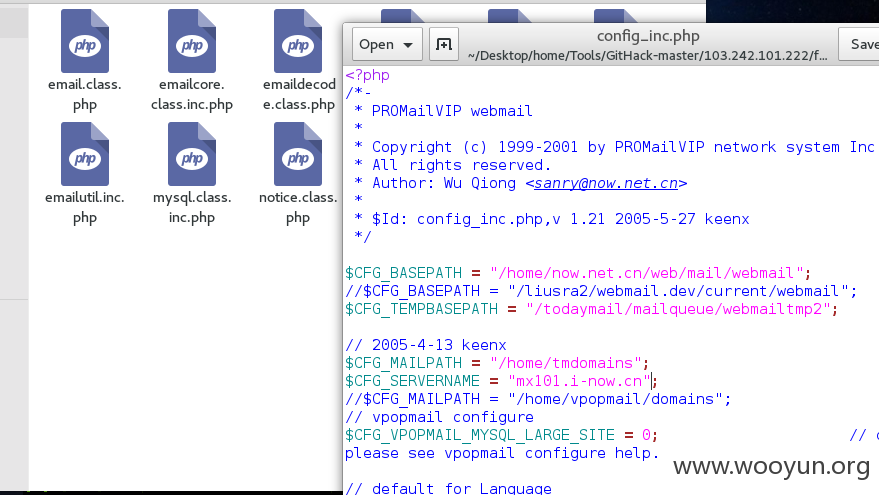 php
php
php
email.class.
php
emailcore.
class.inc.php
emaildecod
e.class.php
php
php
php
emailutil.inc.
php
mysql.class.
inc.php
notice.class.
php
Open
config_inc.php
~/Desktop/home/Tools/GitHack-master/103.242.101.222/f...
Save
<?php
/*-
 * PROMailVIP webmail
 *
 * Copyright (c) 1999-2001 by PROMailVIP network system Inc
 * All rights reserved.
 * Author: Wu Qiong <sanry@now.net.cn>
 *
 * $Id: config_inc.php,v 1.21 2005-5-27 keenx
 */
$CFG_BASEPATH = "/home/now.net.cn/web/mail/webmail";
//$CFG_BASEPATH = "/liusra2/webmail.dev/current/webmail";
$CFG_TEMPBASEPATH = "/todaymail/mailqueue/webmailtmp2";
// 2005-4-13 keenx
$CFG_MAILPATH = "/home/tmdomains";
$CFG_SERVERNAME = "mx101.i-now.cn";
//$CFG_MAILPATH = "/home/vpopmail/domains";
// vpopmail configure
$CFG_VPOPMAIL_MYSQL_LARGE_SITE = 0; //
please see vpopmail configure help.
// default for Language
www.wooyun.org